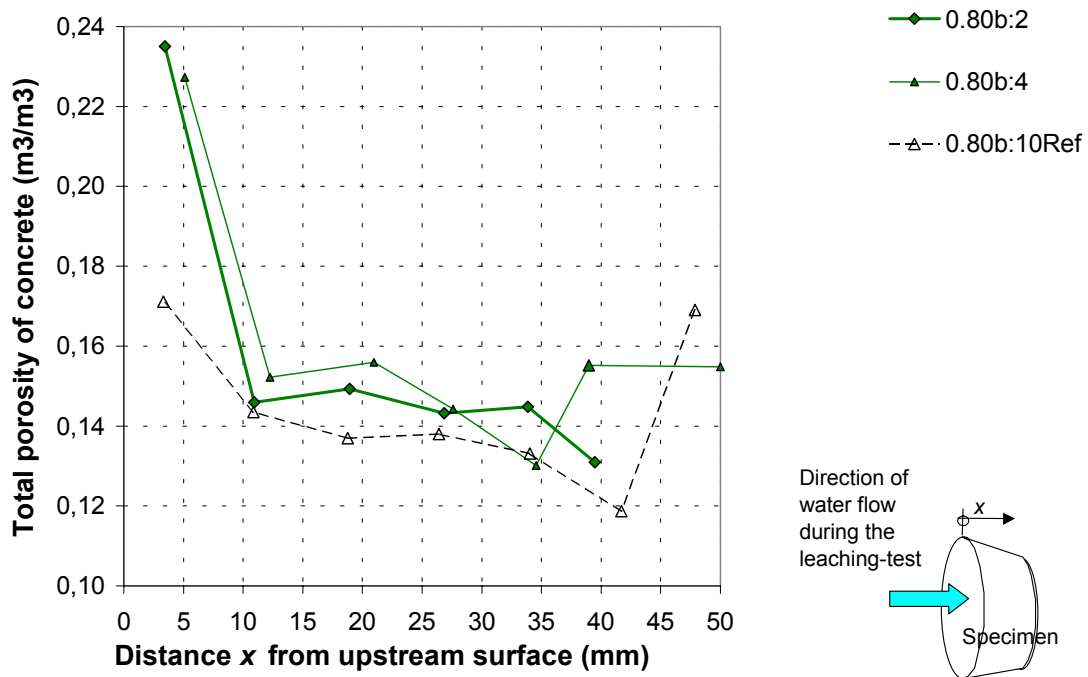 0,24
0,22
0,20
0,18
0,16
0,14
0,12
0,10
Total porosity of concrete (m3/m3)
0 5 10 15 20 25 30 35 40 45 50
Distance x from upstream surface (mm)
0.80b:2
0.80b:4
0.80b:10Ref
Direction of
water flow
during the
leaching-test
x
Specimen